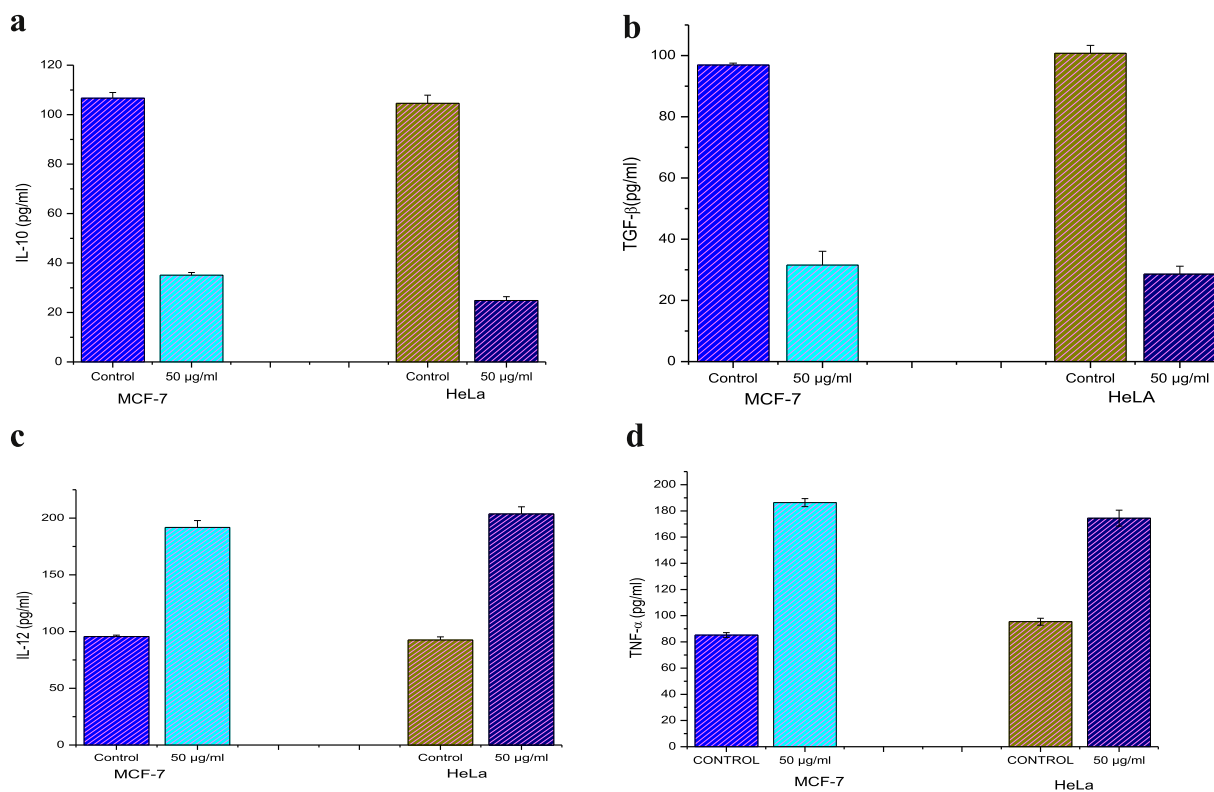 a
120
100
80
60
40
20
0
IL-10 (pg/ml)
Control 50 µg/ml Control 50 µg/ml
MCF-7 HeLa
b
100
80
60
40
20
0
TGF-β(pg/ml)
Control 50 µg/ml Control 50 µg/ml
MCF-7 HeLA
c
200
150
100
50
0
IL-12 (pg/ml)
Control 50 µg/ml Control 50 µg/ml
MCF-7 HeLa
d
200
180
160
140
120
100
80
60
40
20
0
TNF-α (pg/ml)
CONTROL 50 µg/ml CONTROL 50 µg/ml
MCF-7 HeLa